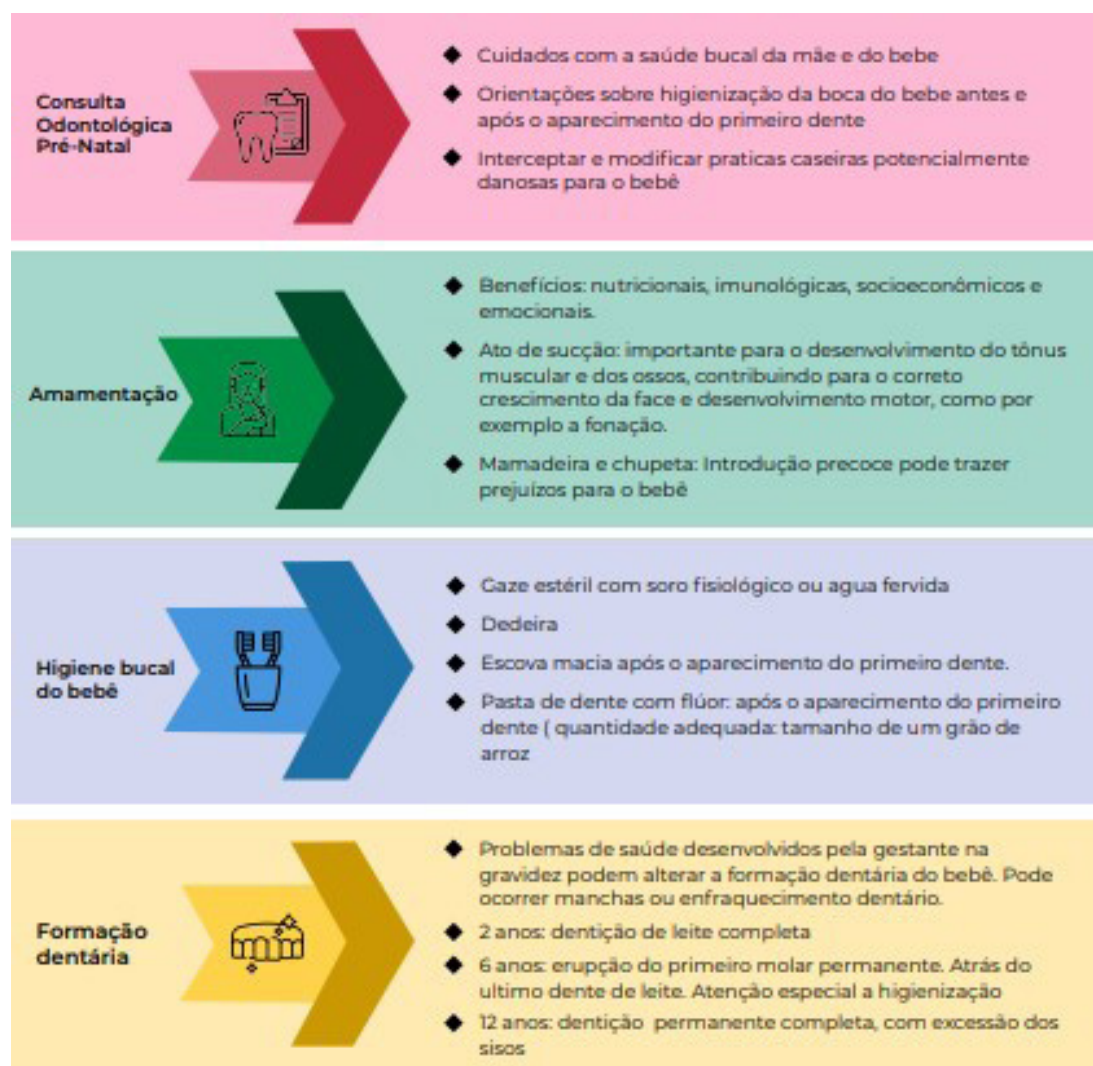 Consulta
Odontológica
Pré-Natal
◆ Cuidados com a saúde bucal da mãe e do bebe
◆ Orientações sobre higienização da boca do bebe antes e
após o aparecimento do primeiro dente
◆ Interceptar e modificar praticas caseiras potencialmente
danosas para o bebê
Amamentação
◆ Benefícios: nutricionais, imunológicas, socioeconômicos e
emocionais.
◆ Ato de sucção: importante para o desenvolvimento do tônus
muscular e dos ossos, contribuindo para o correto
crescimento da face e desenvolvimento motor, como por
exemplo a fonação.
◆ Mamadeira e chupeta: Introdução precoce pode trazer
prejuízos para o bebê
Higiene bucal
do bebê
◆ Gaze estéril com soro fisiológico ou agua fervida
◆ Dedeira
◆ Escova macia após o aparecimento do primeiro dente.
◆ Pasta de dente com flúor: após o aparecimento do primeiro
dente ( quantidade adequada: tamanho de um grão de
arroz
Formação
dentária
◆ Problemas de saúde desenvolvidos pela gestante na
gravidez podem alterar a formação dentária do bebê. Pode
ocorrer manchas ou enfraquecimento dentário.
◆ 2 anos: dentição de leite completa
◆ 6 anos: erupção do primeiro molar permanente. Atrás do
ultimo dente de leite. Atenção especial a higienização
◆ 12 anos: dentição permanente completa, com excessão dos
sisos